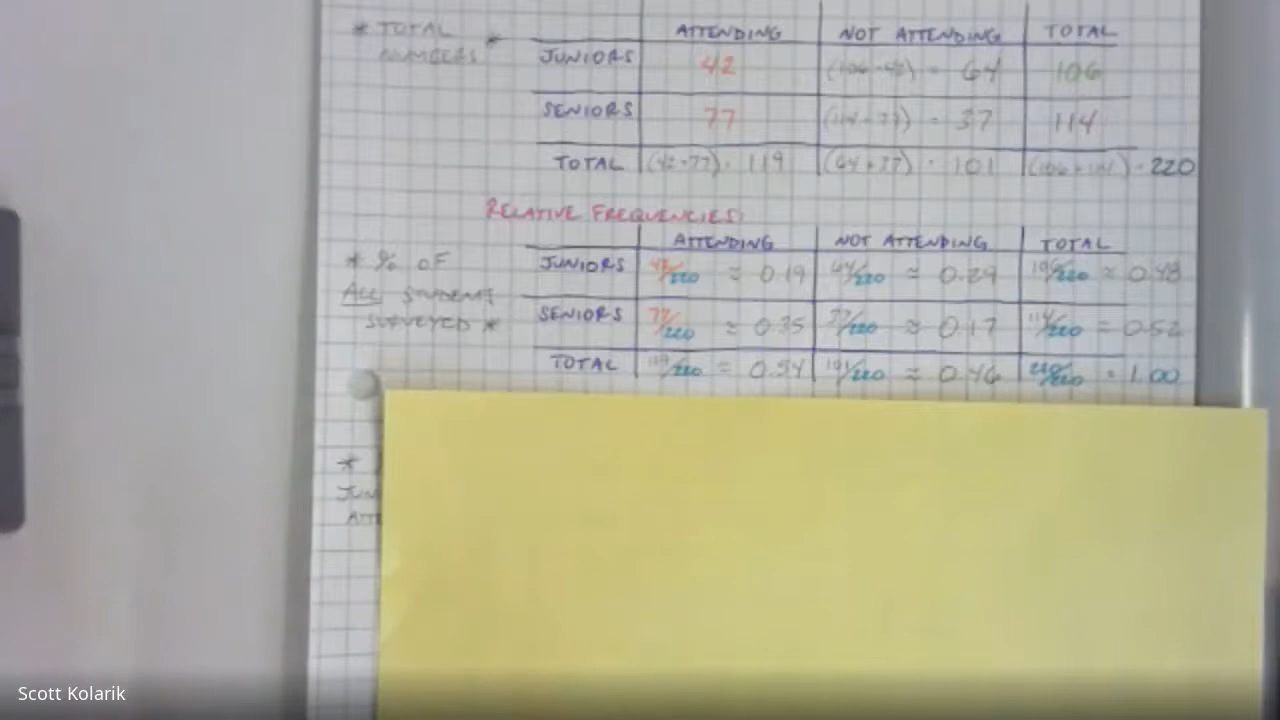 * TOTAL NUMBERS *
ATTENDING NOT ATTENDING TOTAL
JUNIORS 42 (106-42) = 64 106
SENIORS 77 (114-77) = 37 114
TOTAL (42+77) = 119 (64+37) = 101 = 220
RELATIVE FREQUENCIES:
* % OF ALL STUDENTS SURVEYED *
ATTENDING NOT ATTENDING TOTAL
JUNIORS 42/220 ≈ 0.19 64/220 ≈ 0.29 106/220 ≈ 0.48
SENIORS 77/220 ≈ 0.35 37/220 ≈ 0.17 114/220 ≈ 0.52
TOTAL 119/220 ≈ 0.54 101/220 ≈ 0.46 220/220 = 1.00
*
JUN
ATTE
Scott Kolarik